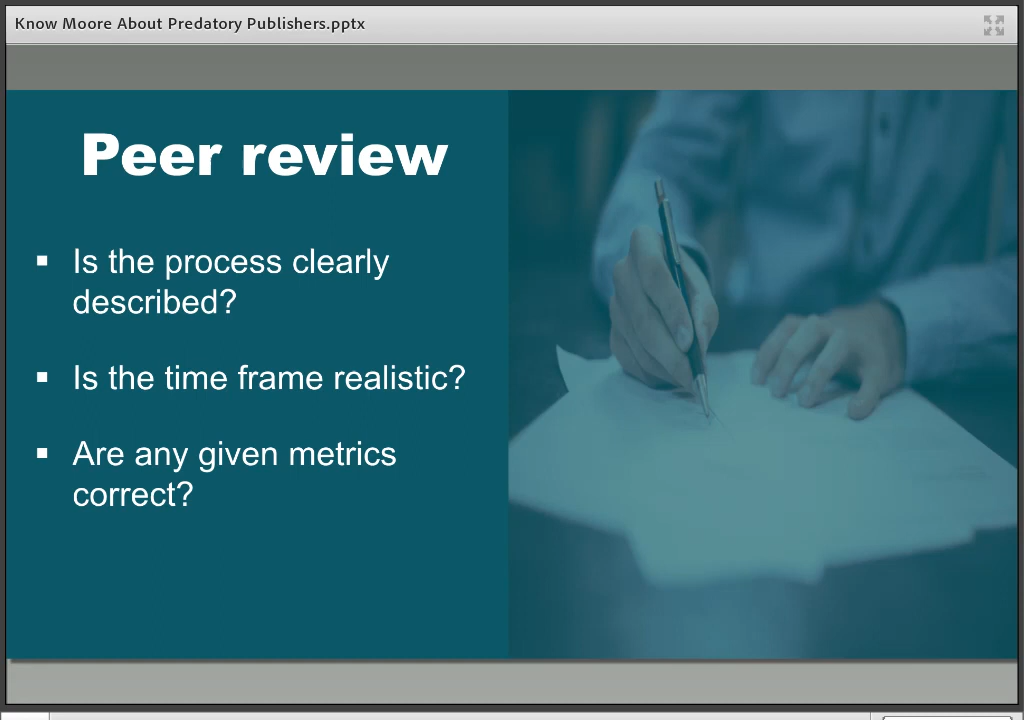 Know Moore About Predatory Publishers.pptx
Peer review
▪ Is the process clearly
described?
▪ Is the time frame realistic?
▪ Are any given metrics
correct?